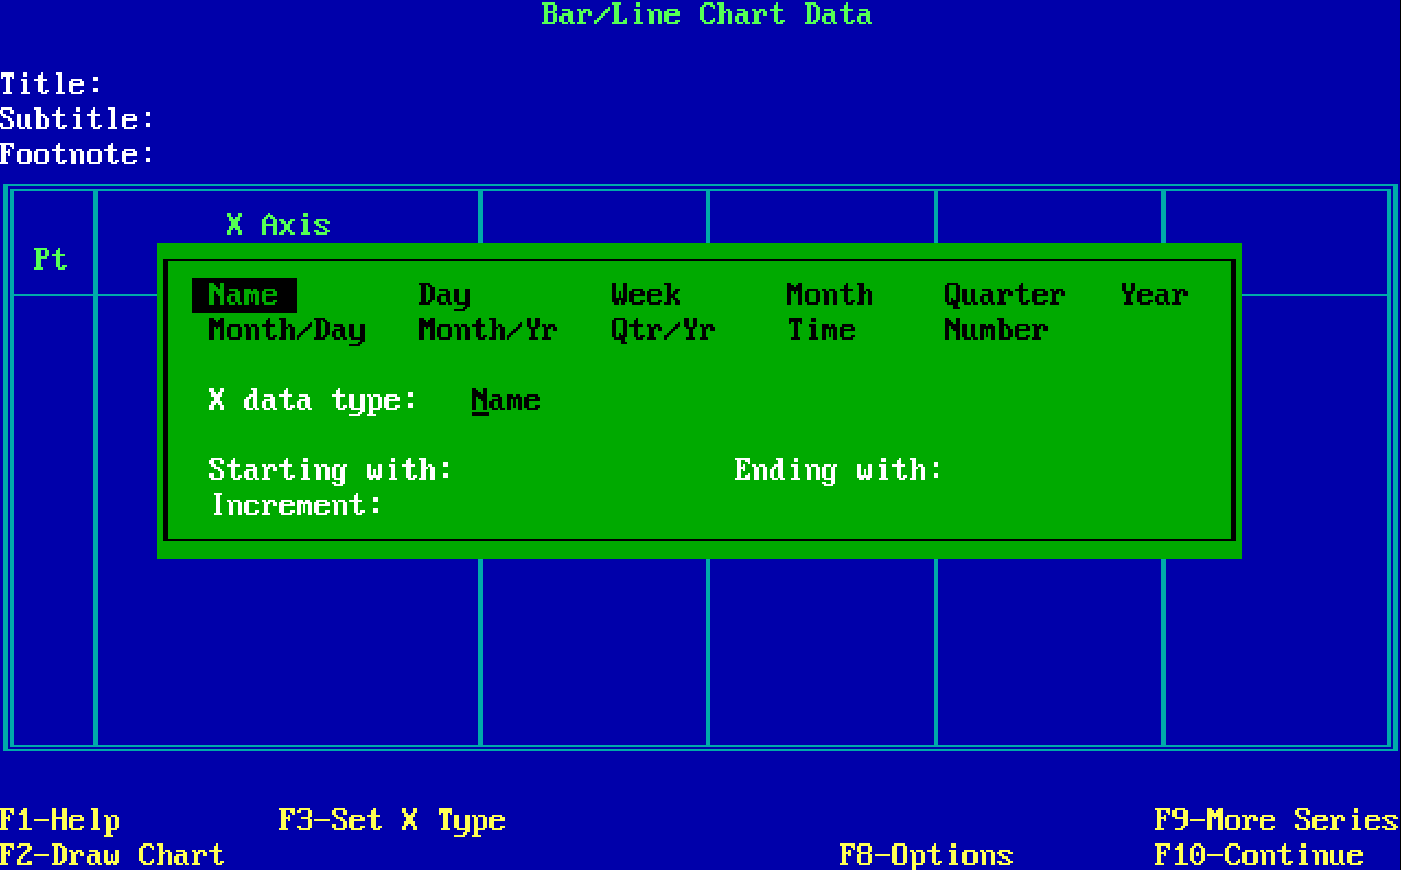 Bar/Line Chart Data
Title:
Subtitle:
Footnote:
X Axis
Pt
Name Day Week Month Quarter Year
Month/Day Month/Yr Qtr/Yr Time Number
X data type: Name
Starting with: Ending with:
Increment:
F1-Help F3-Set X Type F9-More Series
F2-Draw Chart F8-Options F10-Continue